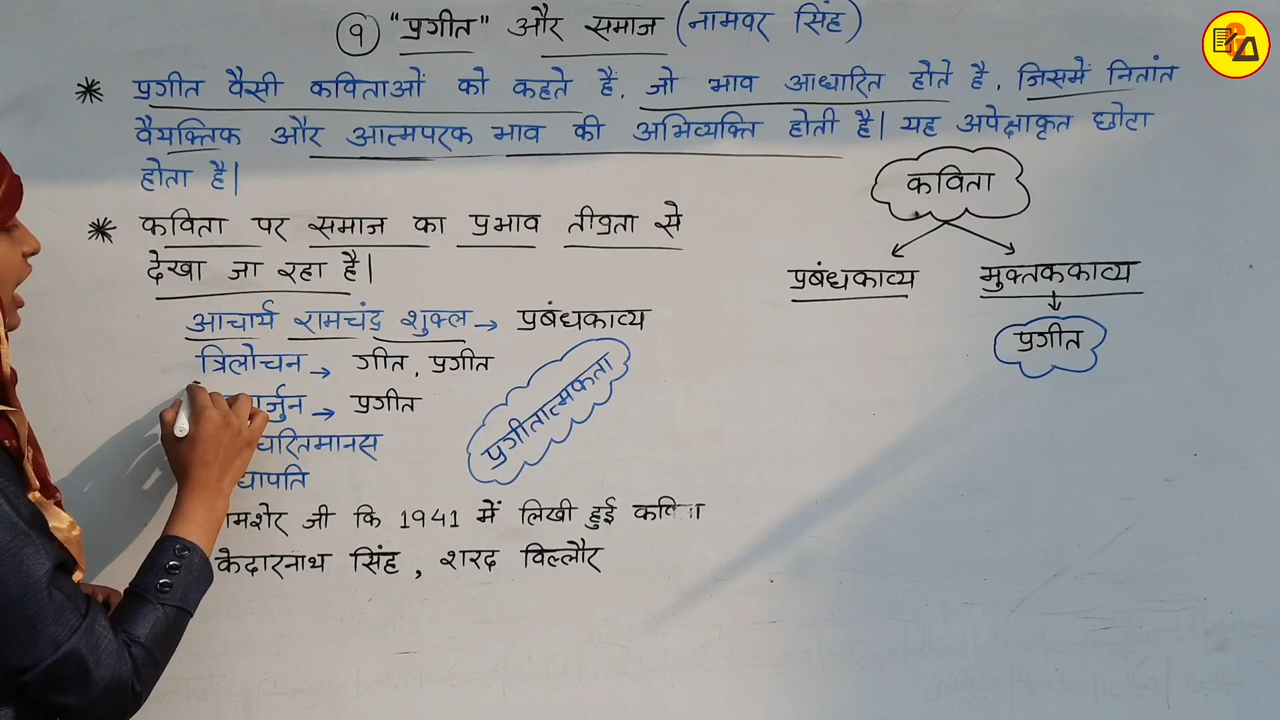 ९ "प्रगीत" और समाज (नामवर सिंह)
* प्रगीत वैसी कविताओं को कहते है, जो भाव आधारित होते है, जिसमें नितांत
वैयक्तिक और आत्मपरक भाव की अभिव्यक्ति होती है। यह अपेक्षाकृत छोटा
होता है।
* कविता पर समाज का प्रभाव तीव्रता से
देखा जा रहा है।
आचार्य रामचंद्र शुक्ल → प्रबंधकाव्य
त्रिलोचन → गीत, प्रगीत
र्जुन → प्रगीत
चरितमानस
द्यापति
मशेर जी कि 1941 में लिखी हुई कविता
केदारनाथ सिंह, शरद विल्लौर
प्रगीतात्मकता
कविता
प्रबंधकाव्य मुक्तककाव्य
प्रगीत